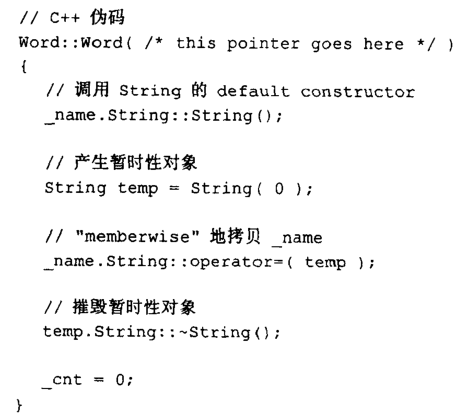 // C++ 伪码
Word::Word( /* this pointer goes here */ )
{
// 调用 String 的 default constructor
_name.String::String();
// 产生暂时性对象
String temp = String( 0 );
// "memberwise" 地拷贝 _name
_name.String::operator=( temp );
// 摧毁暂时性对象
temp.String::~String();
_cnt = 0;
}